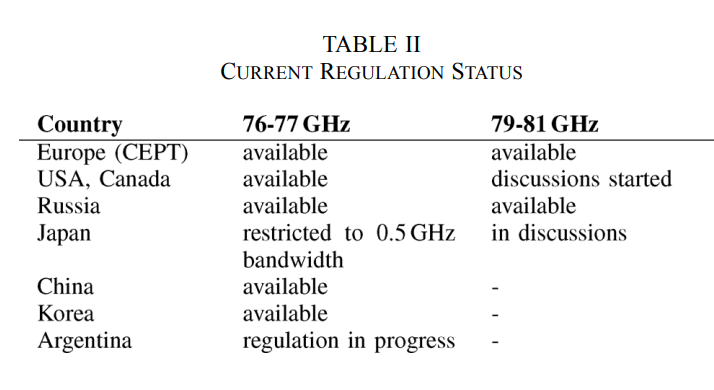 TABLE II
CURRENT REGULATION STATUS
Country 76-77 GHz 79-81 GHz
Europe (CEPT) available available
USA, Canada available discussions started
Russia available available
Japan restricted to 0.5 GHz in discussions
bandwidth
China available -
Korea available -
Argentina regulation in progress -